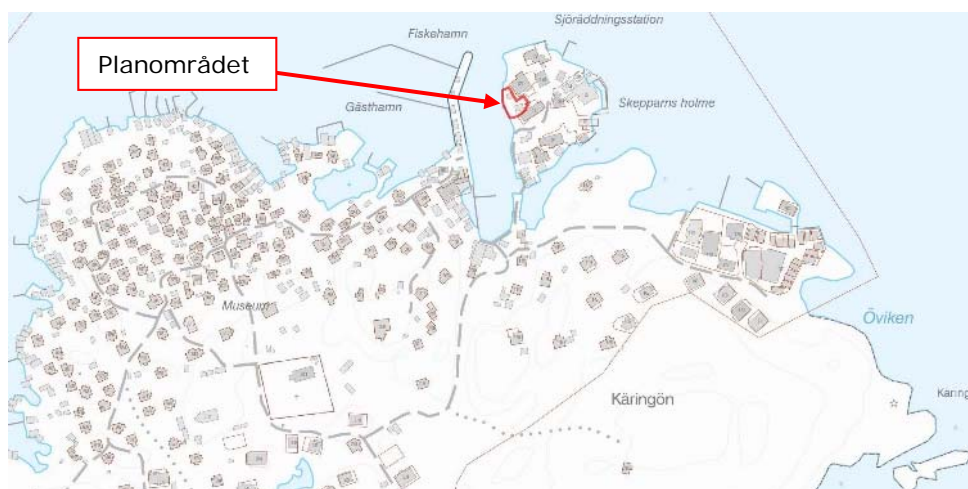 Sjöräddningsstation
Fiskehamn
Planområdet
Gästhamn
Skepparns holme
Museum
Öviken
Käringön
Käring